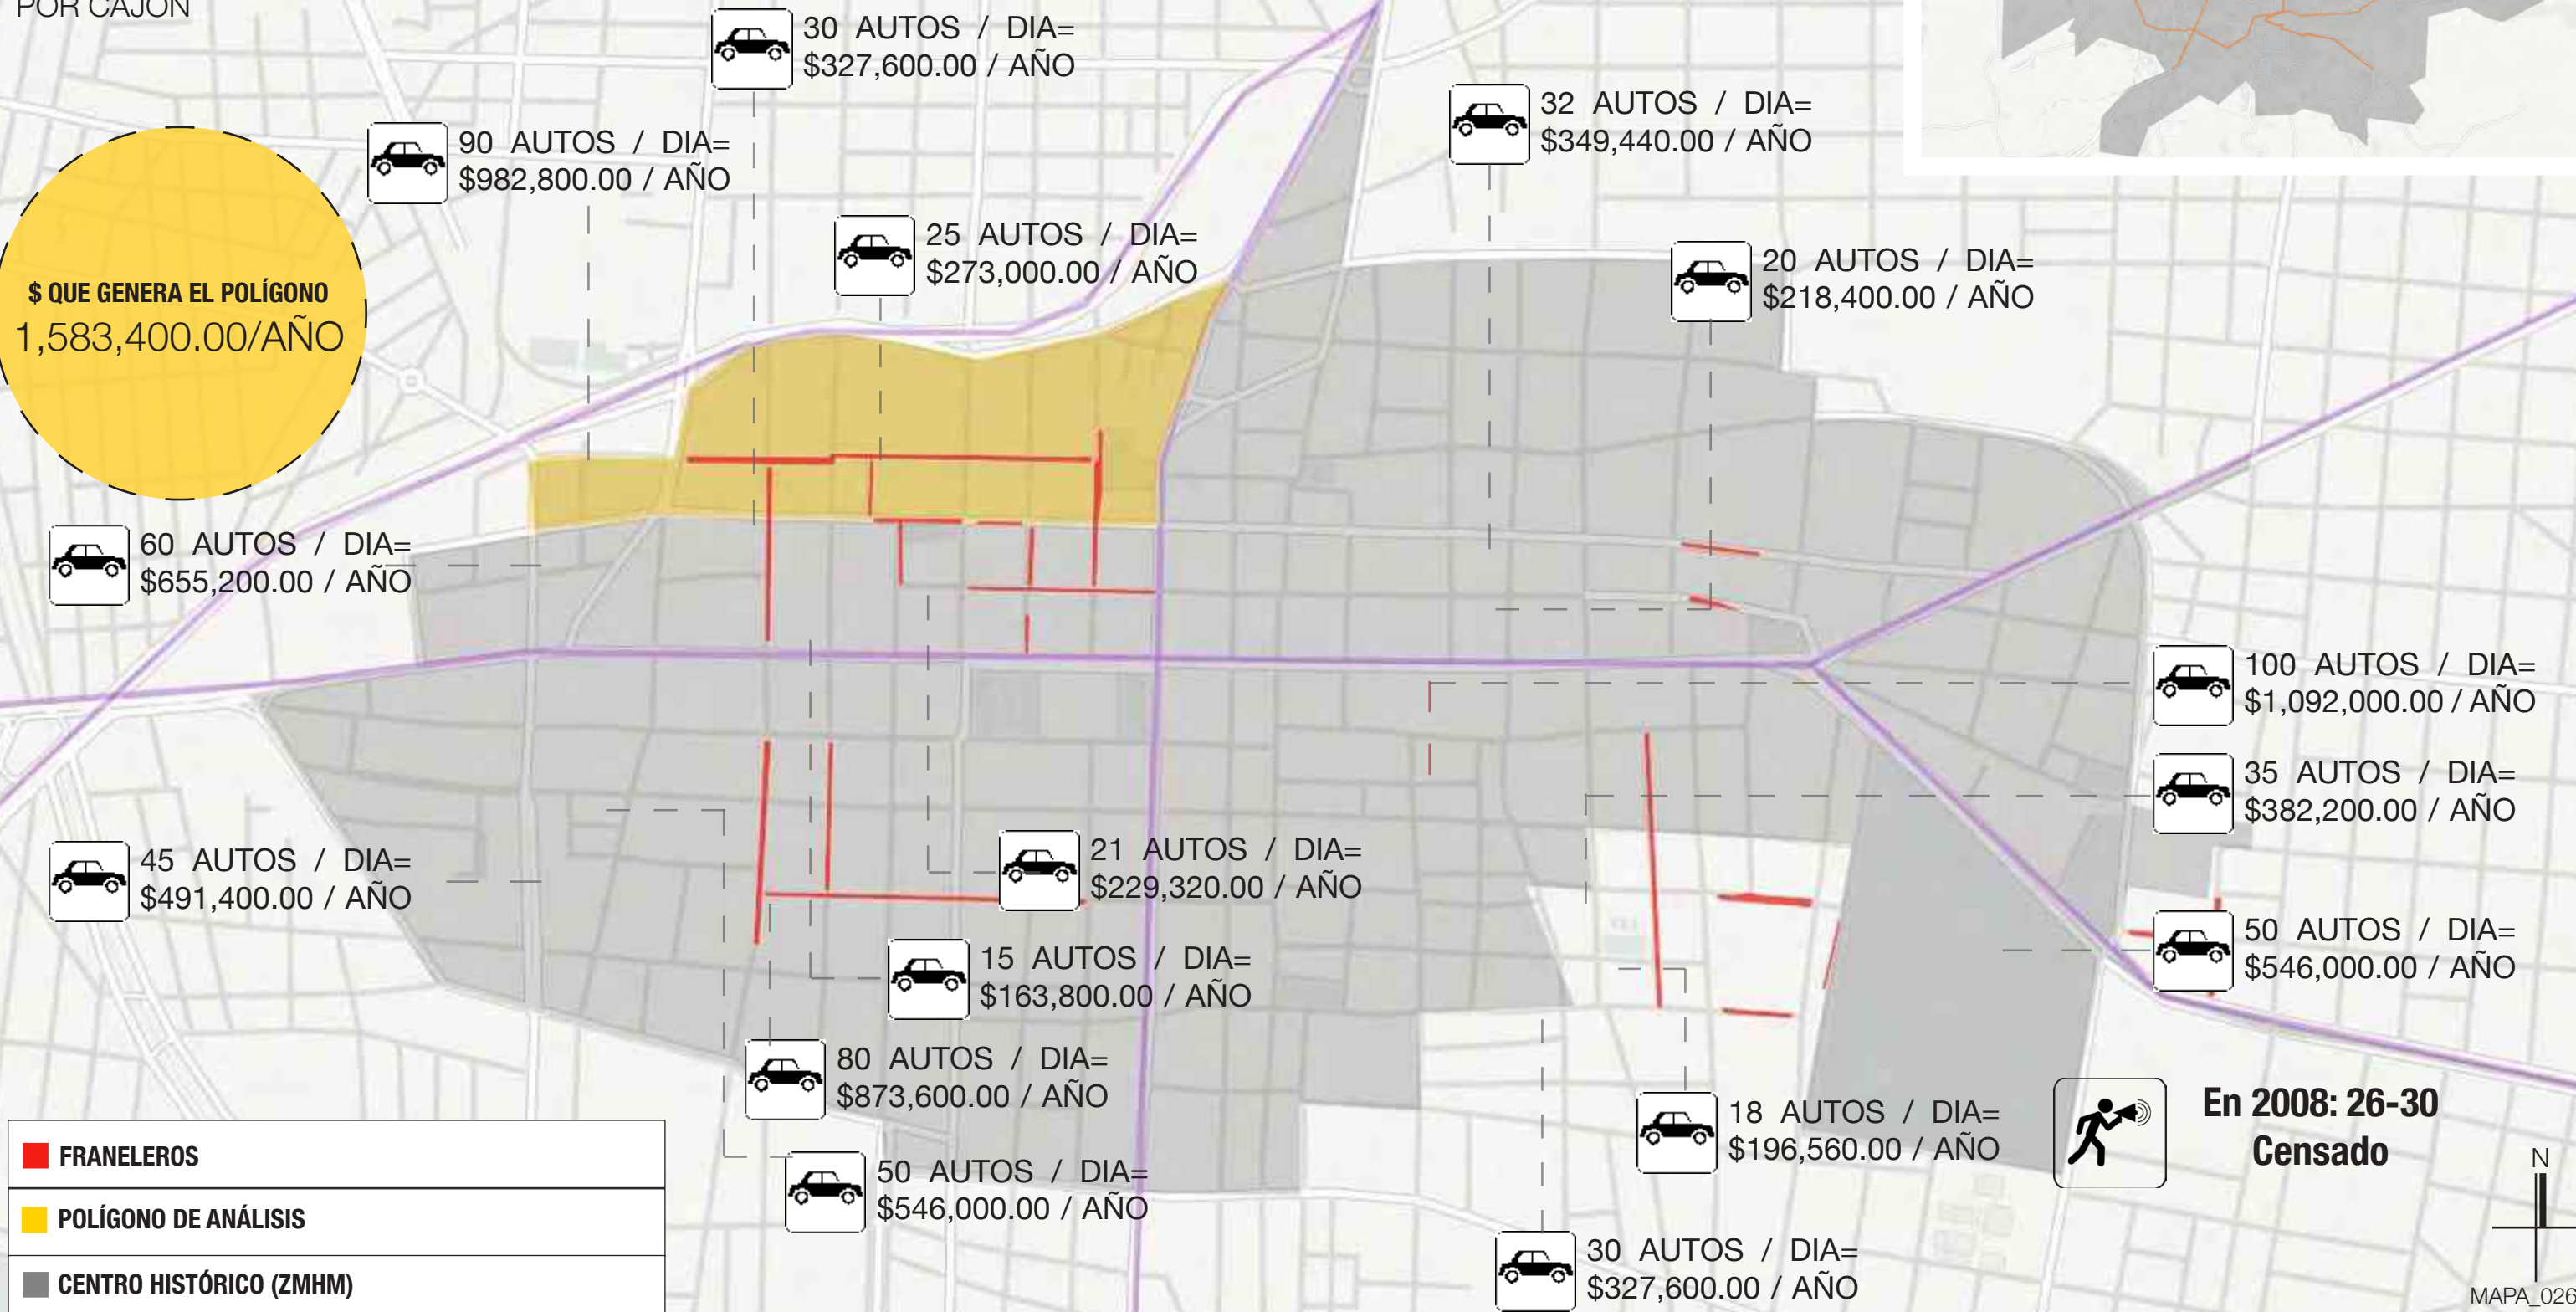 POR CAJÓN
30 AUTOS / DIA=
$327,600.00 / AÑO
90 AUTOS / DIA=
$982,800.00 / AÑO
32 AUTOS / DIA=
$349,440.00 / AÑO
25 AUTOS / DIA=
$273,000.00 / AÑO
20 AUTOS / DIA=
$218,400.00 / AÑO
$ QUE GENERA EL POLÍGONO
1,583,400.00/AÑO
60 AUTOS / DIA=
$655,200.00 / AÑO
100 AUTOS / DIA=
$1,092,000.00 / AÑO
35 AUTOS / DIA=
$382,200.00 / AÑO
45 AUTOS / DIA=
$491,400.00 / AÑO
21 AUTOS / DIA=
$229,320.00 / AÑO
50 AUTOS / DIA=
$546,000.00 / AÑO
15 AUTOS / DIA=
$163,800.00 / AÑO
80 AUTOS / DIA=
$873,600.00 / AÑO
18 AUTOS / DIA=
$196,560.00 / AÑO
En 2008: 26-30
Censado
50 AUTOS / DIA=
$546,000.00 / AÑO
30 AUTOS / DIA=
$327,600.00 / AÑO
FRANELEROS
POLÍGONO DE ANÁLISIS
CENTRO HISTÓRICO (ZMHM)
N
MAPA_026